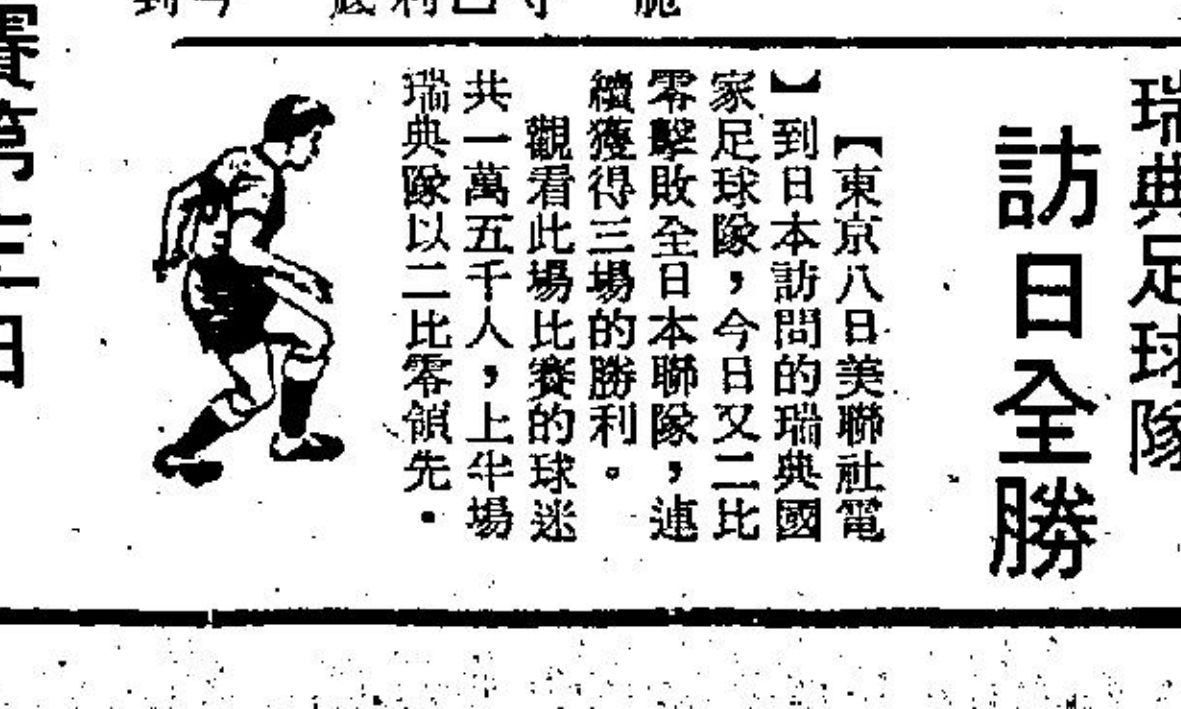 瑞典足球隊
訪日全勝
【東京八日美聯社電
】到日本訪問的瑞典國
家足球隊，今日又二比
零擊敗全日本聯隊，連
續獲得三場的勝利。
觀看此場比賽的球迷
共一萬五千人，上半場
瑞典隊以二比零領先．
賽第三日